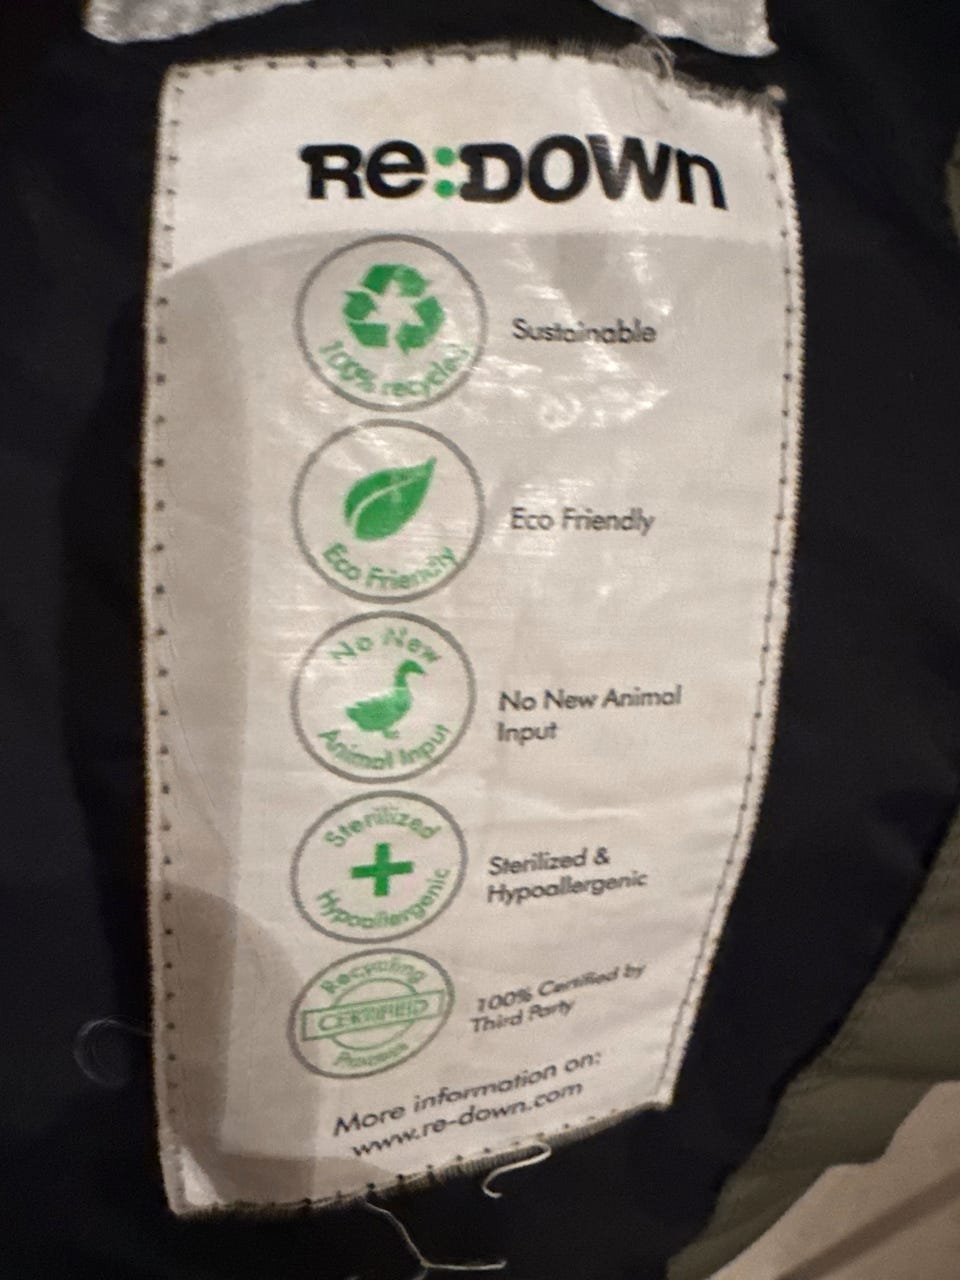 Re:DOWn
100% recycled
Sustainable
Eco Friendly
Eco Friendly
No New
Animal Input
No New Animal
Input
Sterilized
Hypoallergenic
Sterilized &
Hypoallergenic
Recycling
CERTIFIED
100% Certified by
Third Party
More information on:
www.re-down.com